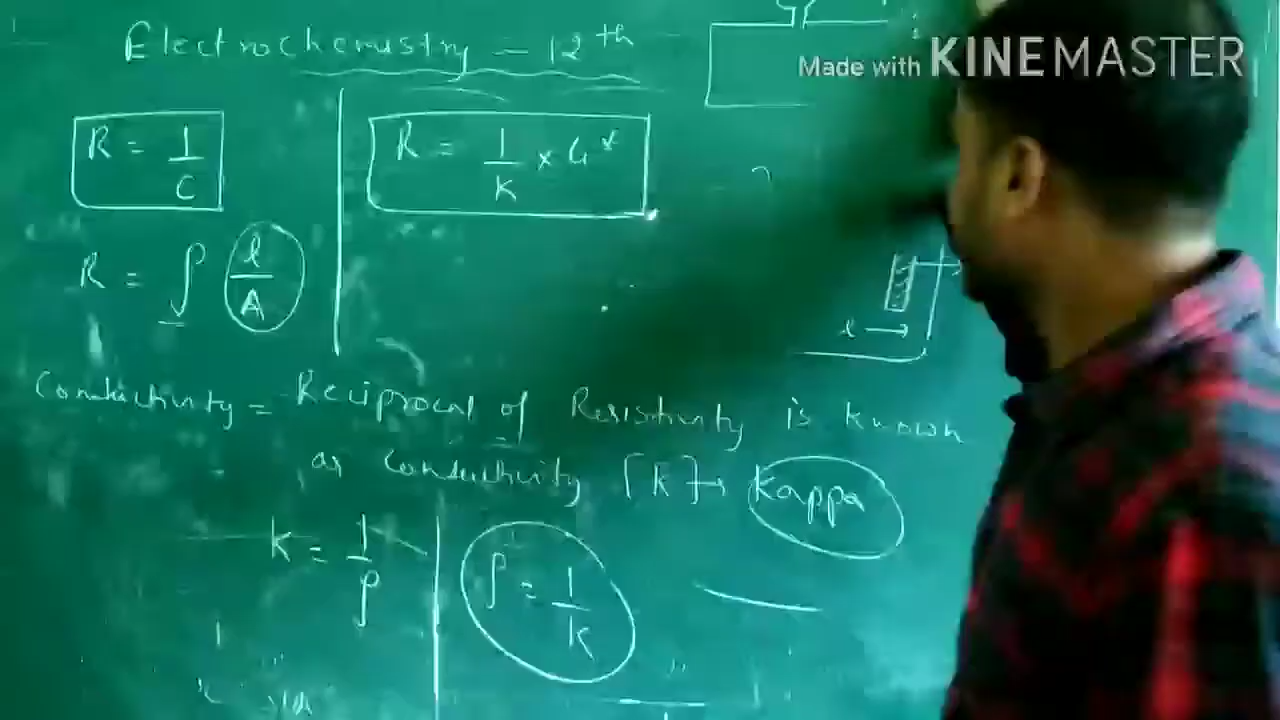 Electrochemistry - 12th
Made with KINEMASTER
R = 1/C
R = 1/K × G*
R = ρ l/A
l →
Conductivity = Reciprocal of Resistivity is known
as Conductivity [K] → Kappa
K = 1/ρ
ρ = 1/K